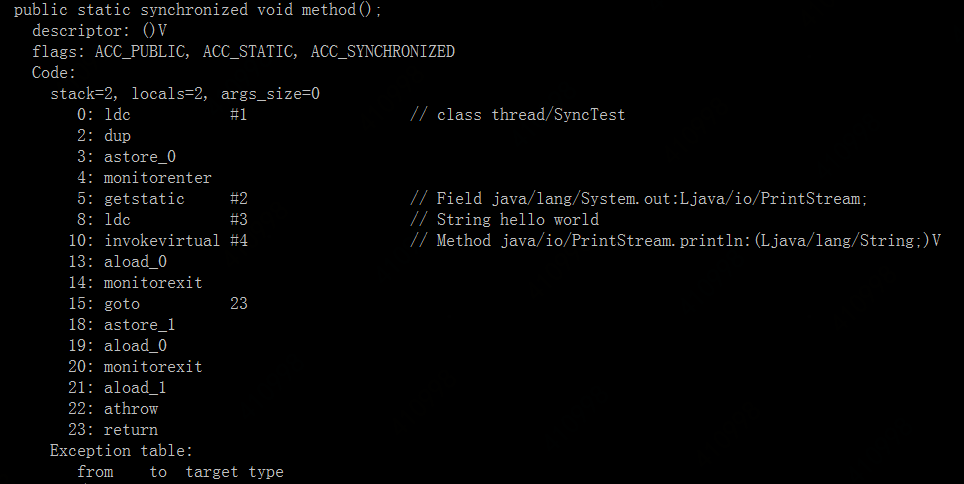 public static synchronized void method();
descriptor: ()V
flags: ACC_PUBLIC, ACC_STATIC, ACC_SYNCHRONIZED
Code:
stack=2, locals=2, args_size=0
0: ldc #1 // class thread/SyncTest
2: dup
3: astore_0
4: monitorenter
5: getstatic #2 // Field java/lang/System.out:Ljava/io/PrintStream;
8: ldc #3 // String hello world
10: invokevirtual #4 // Method java/io/PrintStream.println:(Ljava/lang/String;)V
13: aload_0
14: monitorexit
15: goto 23
18: astore_1
19: aload_0
20: monitorexit
21: aload_1
22: athrow
23: return
Exception table:
from to target type